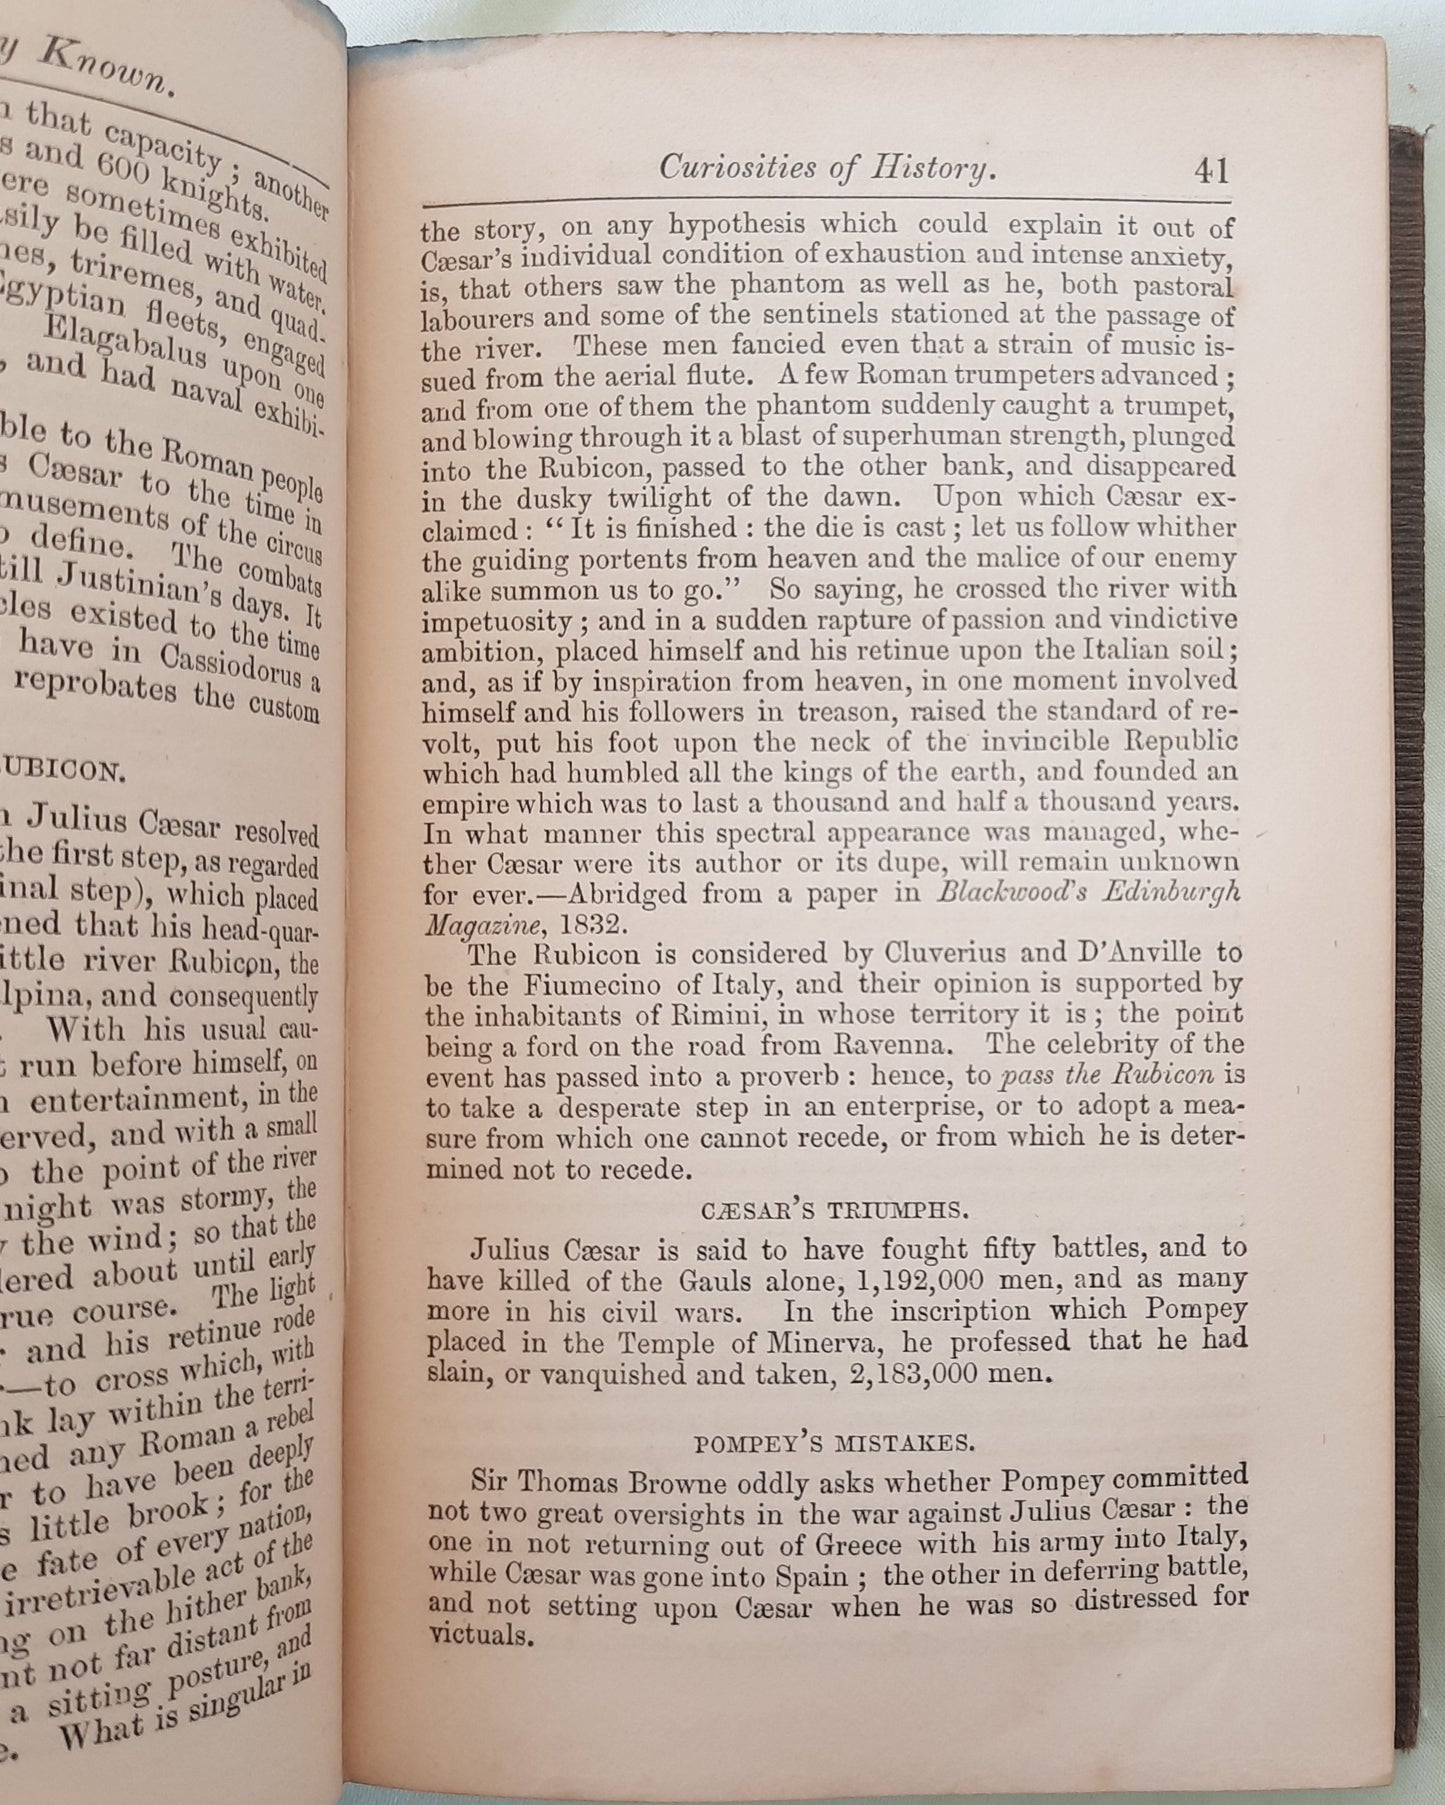 y Known.
that capacity ; another
s and 600 knights.
ere sometimes exhibited
sily be filled with water.
nes, triremes, and quad-
Egyptian fleets, engaged
Elagabalus upon one
, and had naval exhibi-
ble to the Roman people
s Cæsar to the time in
musements of the circus
o define. The combats
till Justinian's days. It
cles existed to the time
have in Cassiodorus a
reprobates the custom
UBICON.
Julius Cæsar resolved
the first step, as regarded
inal step), which placed
ened that his head-quar-
ittle river Rubicon, the
lpina, and consequently
. With his usual cau-
t run before himself, on
n entertainment, in the
erved, and with a small
o the point of the river
night was stormy, the
y the wind ; so that the
lered about until early
rue course. The light
r and his retinue rode
r—to cross which, with
nk lay within the terri-
ned any Roman a rebel
r to have been deeply
s little brook ; for the
e fate of every nation,
irretrievable act of the
ng on the hither bank,
nt not far distant from
a sitting posture, and
e. What is singular in
Curiosities of History. 41
the story, on any hypothesis which could explain it out of
Cæsar's individual condition of exhaustion and intense anxiety,
is, that others saw the phantom as well as he, both pastoral
labourers and some of the sentinels stationed at the passage of
the river. These men fancied even that a strain of music is-
sued from the aerial flute. A few Roman trumpeters advanced ;
and from one of them the phantom suddenly caught a trumpet,
and blowing through it a blast of superhuman strength, plunged
into the Rubicon, passed to the other bank, and disappeared
in the dusky twilight of the dawn. Upon which Cæsar ex-
claimed : “ It is finished : the die is cast ; let us follow whither
the guiding portents from heaven and the malice of our enemy
alike summon us to go.” So saying, he crossed the river with
impetuosity ; and in a sudden rapture of passion and vindictive
ambition, placed himself and his retinue upon the Italian soil ;
and, as if by inspiration from heaven, in one moment involved
himself and his followers in treason, raised the standard of re-
volt, put his foot upon the neck of the invincible Republic
which had humbled all the kings of the earth, and founded an
empire which was to last a thousand and half a thousand years.
In what manner this spectral appearance was managed, whe-
ther Cæsar were its author or its dupe, will remain unknown
for ever.—Abridged from a paper in Blackwood's Edinburgh
Magazine, 1832.
The Rubicon is considered by Cluverius and D'Anville to
be the Fiumecino of Italy, and their opinion is supported by
the inhabitants of Rimini, in whose territory it is ; the point
being a ford on the road from Ravenna. The celebrity of the
event has passed into a proverb : hence, to pass the Rubicon is
to take a desperate step in an enterprise, or to adopt a mea-
sure from which one cannot recede, or from which he is deter-
mined not to recede.
CÆSAR'S TRIUMPHS.
Julius Cæsar is said to have fought fifty battles, and to
have killed of the Gauls alone, 1,192,000 men, and as many
more in his civil wars. In the inscription which Pompey
placed in the Temple of Minerva, he professed that he had
slain, or vanquished and taken, 2,183,000 men.
POMPEY'S MISTAKES.
Sir Thomas Browne oddly asks whether Pompey committed
not two great oversights in the war against Julius Cæsar : the
one in not returning out of Greece with his army into Italy,
while Cæsar was gone into Spain ; the other in deferring battle,
and not setting upon Cæsar when he was so distressed for
victuals.